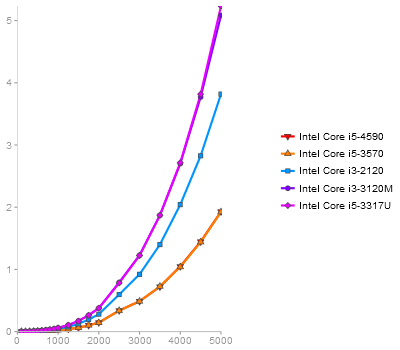 5
4
3
2
1
0
0
1000
2000
3000
4000
5000
Intel Core i5-4590
Intel Core i5-3570
Intel Core i3-2120
Intel Core i3-3120M
Intel Core i5-3317U